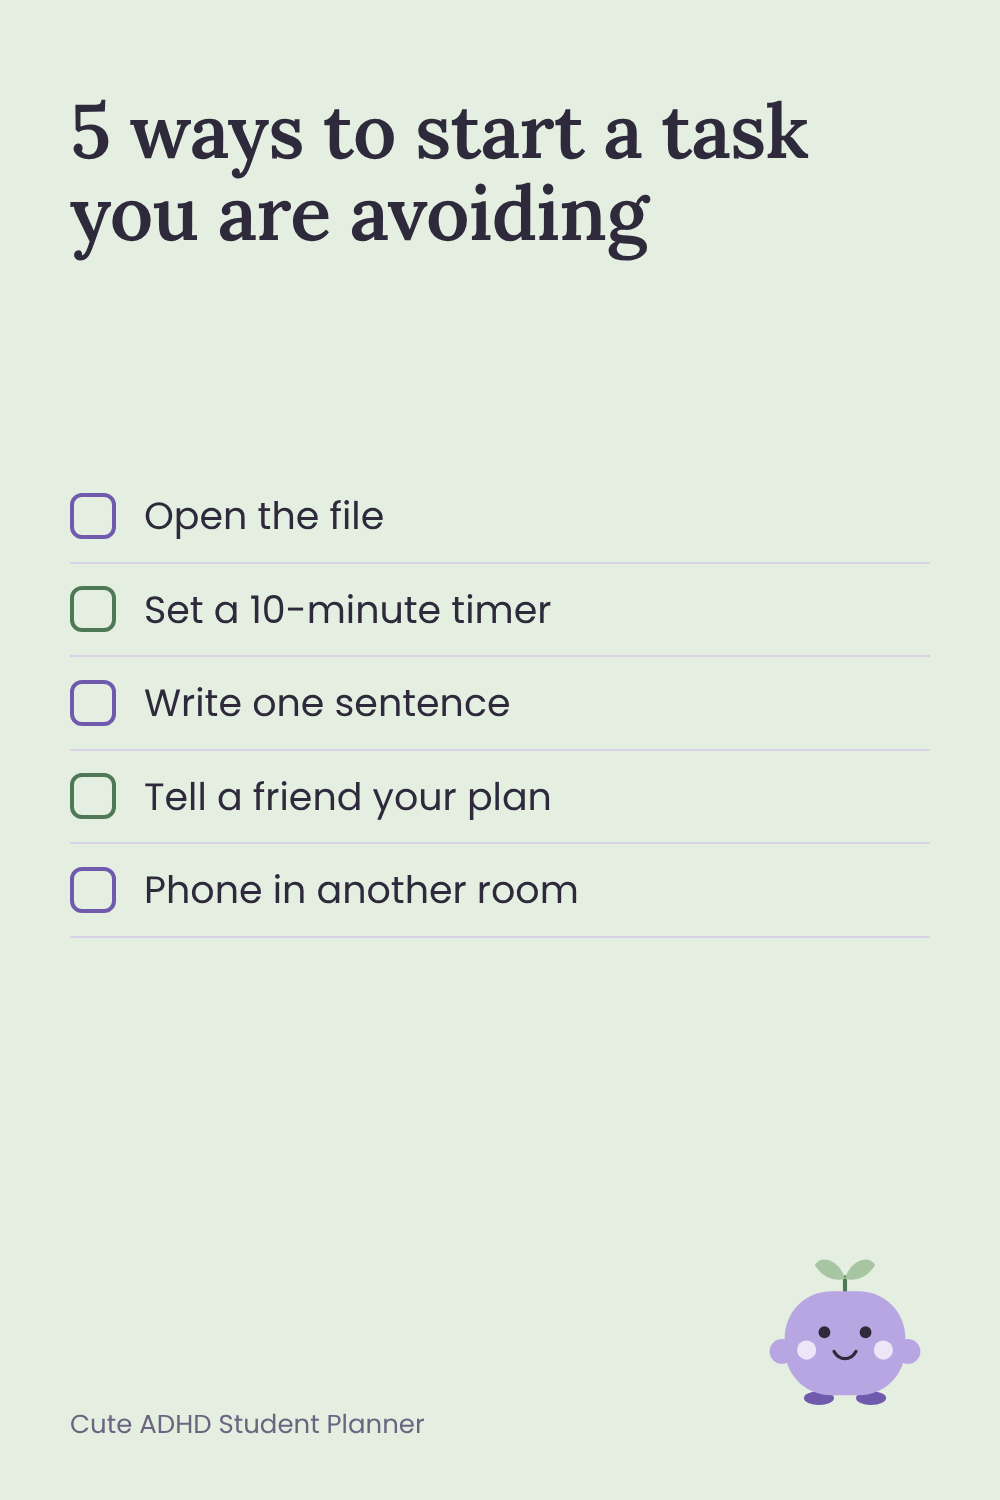 5 ways to start a task
you are avoiding
Open the file
Set a 10-minute timer
Write one sentence
Tell a friend your plan
Phone in another room
Cute ADHD Student Planner